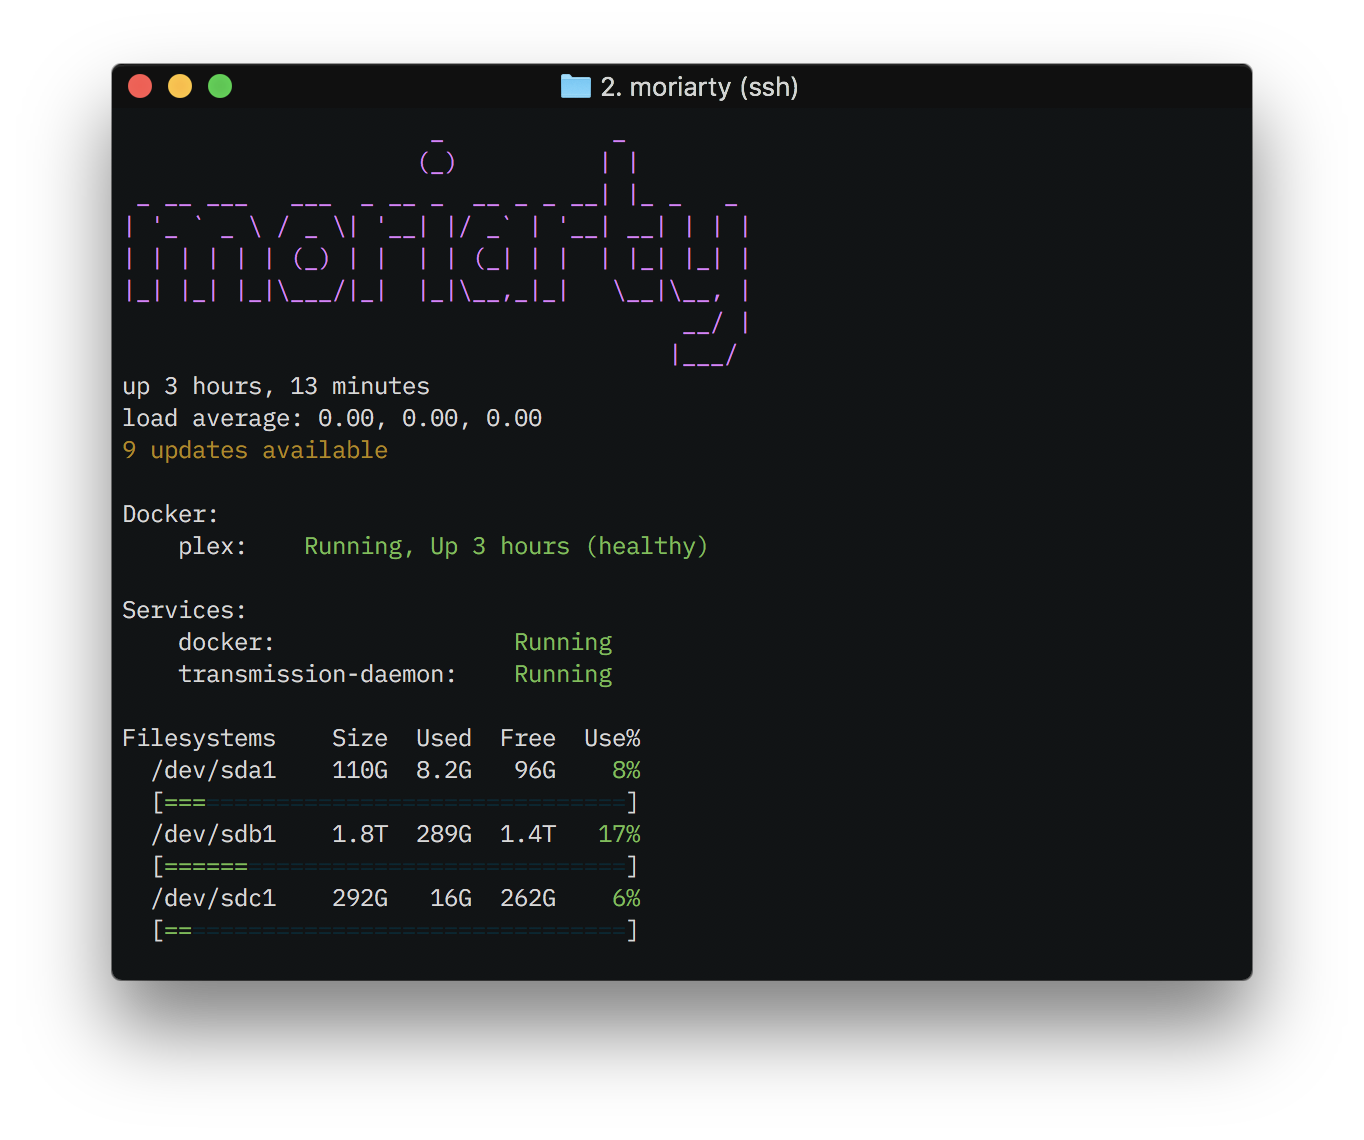 2. moriarty (ssh)
moriarty
up 3 hours, 13 minutes
load average: 0.00, 0.00, 0.00
9 updates available
Docker:
    plex:    Running, Up 3 hours (healthy)
Services:
    docker:                 Running
    transmission-daemon:    Running
Filesystems    Size  Used  Free  Use%
  /dev/sda1    110G  8.2G   96G    8%
  [=================================]
  /dev/sdb1    1.8T  289G  1.4T   17%
  [=================================]
  /dev/sdc1    292G   16G  262G    6%
  [=================================]